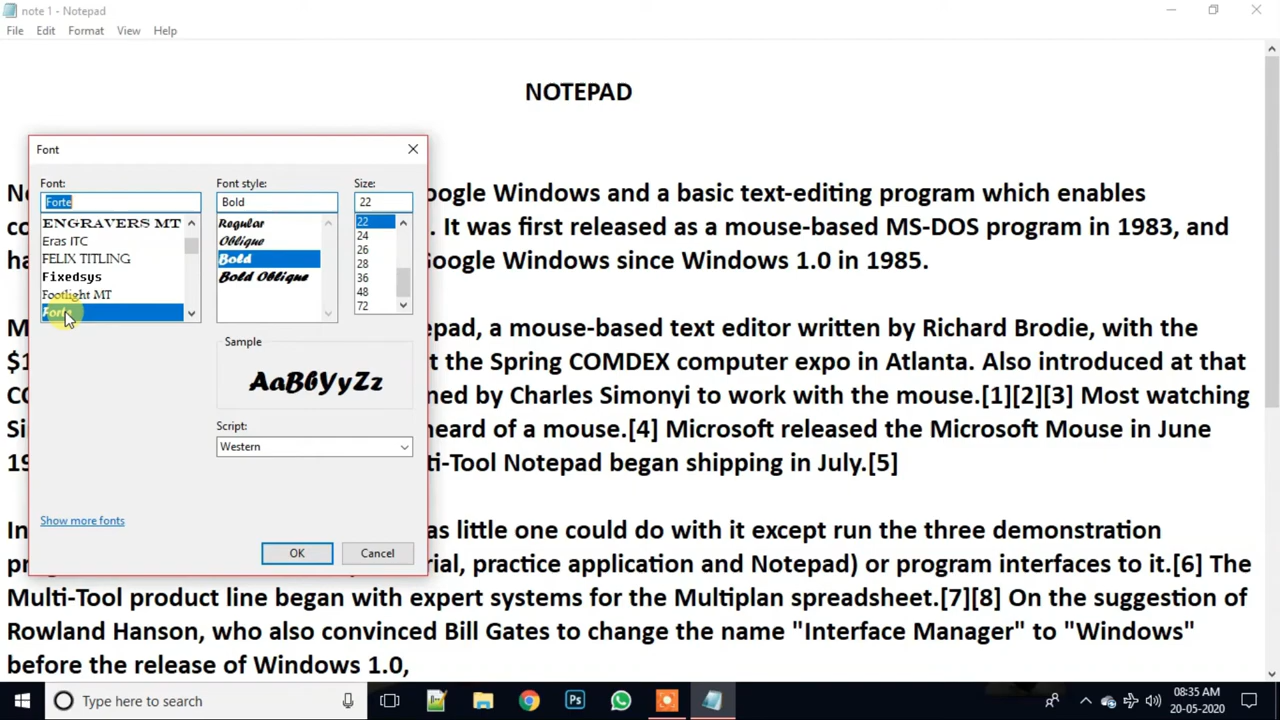 note 1 - Notepad
File Edit Format View Help
NOTEPAD
Font
Font: Font style: Size:
Forte Bold 22
ENGRAVERS MT
Eras ITC
FELIX TITLING
Fixedsys
Footlight MT
Forte
Regular
Oblique
Bold
Bold Oblique
22
24
26
28
36
48
72
Sample
AaBbYyZz
Script:
Western
Show more fonts
OK Cancel
oogle Windows and a basic text-editing program which enables
. It was first released as a mouse-based MS-DOS program in 1983, and
Google Windows since Windows 1.0 in 1985.
tepad, a mouse-based text editor written by Richard Brodie, with the
t the Spring COMDEX computer expo in Atlanta. Also introduced at that
ned by Charles Simonyi to work with the mouse.[1][2][3] Most watching
heard of a mouse.[4] Microsoft released the Microsoft Mouse in June
ti-Tool Notepad began shipping in July.[5]
as little one could do with it except run the three demonstration
rial, practice application and Notepad) or program interfaces to it.[6] The
Multi-Tool product line began with expert systems for the Multiplan spreadsheet.[7][8] On the suggestion of
Rowland Hanson, who also convinced Bill Gates to change the name "Interface Manager" to "Windows"
before the release of Windows 1.0,
Type here to search
Ps
08:35 AM
20-05-2020